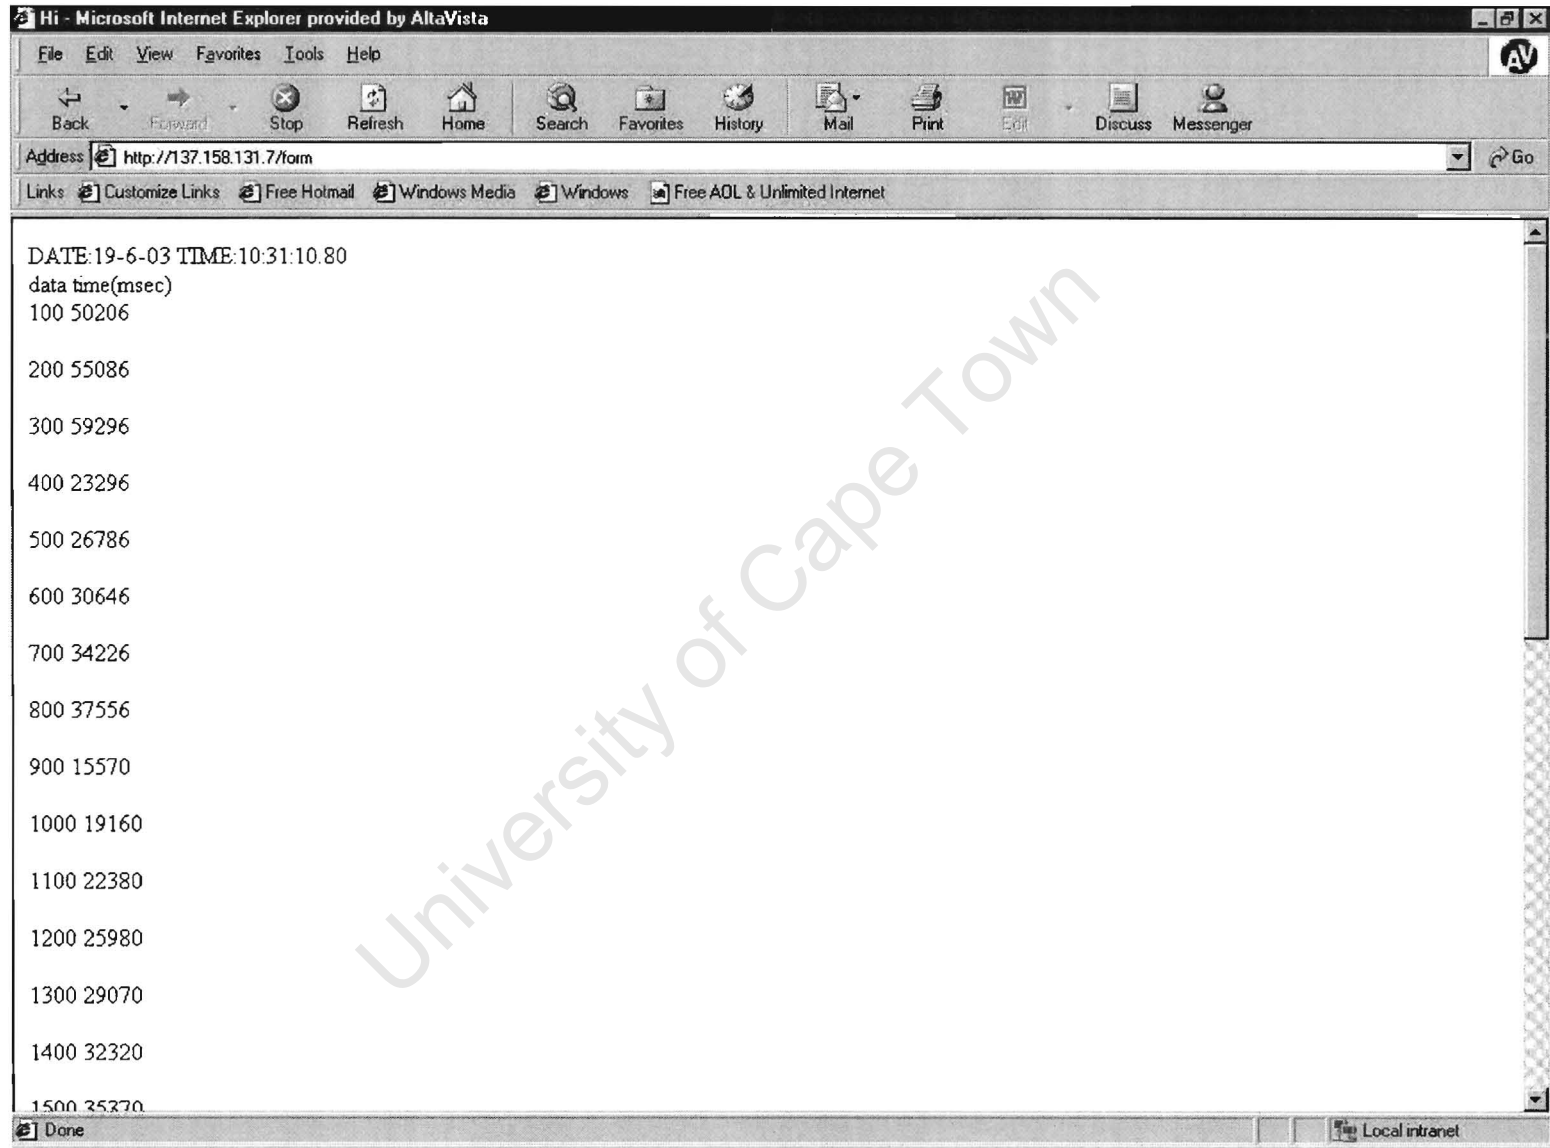 Hi - Microsoft Internet Explorer provided by AltaVista
File Edit View Favorites Tools Help
AV
Back Forward Stop Refresh Home Search Favorites History Mail Print Edit Discuss Messenger
Address http://137.158.131.7/form Go
Links Customize Links Free Hotmail Windows Media Windows Free AOL & Unlimited Internet
DATE:19-6-03 TIME:10:31:10.80
data time(msec)
100 50206
200 55086
300 59296
400 23296
500 26786
600 30646
700 34226
800 37556
900 15570
1000 19160
1100 22380
1200 25980
1300 29070
1400 32320
1500 35370
University of Cape Town
Done Local intranet